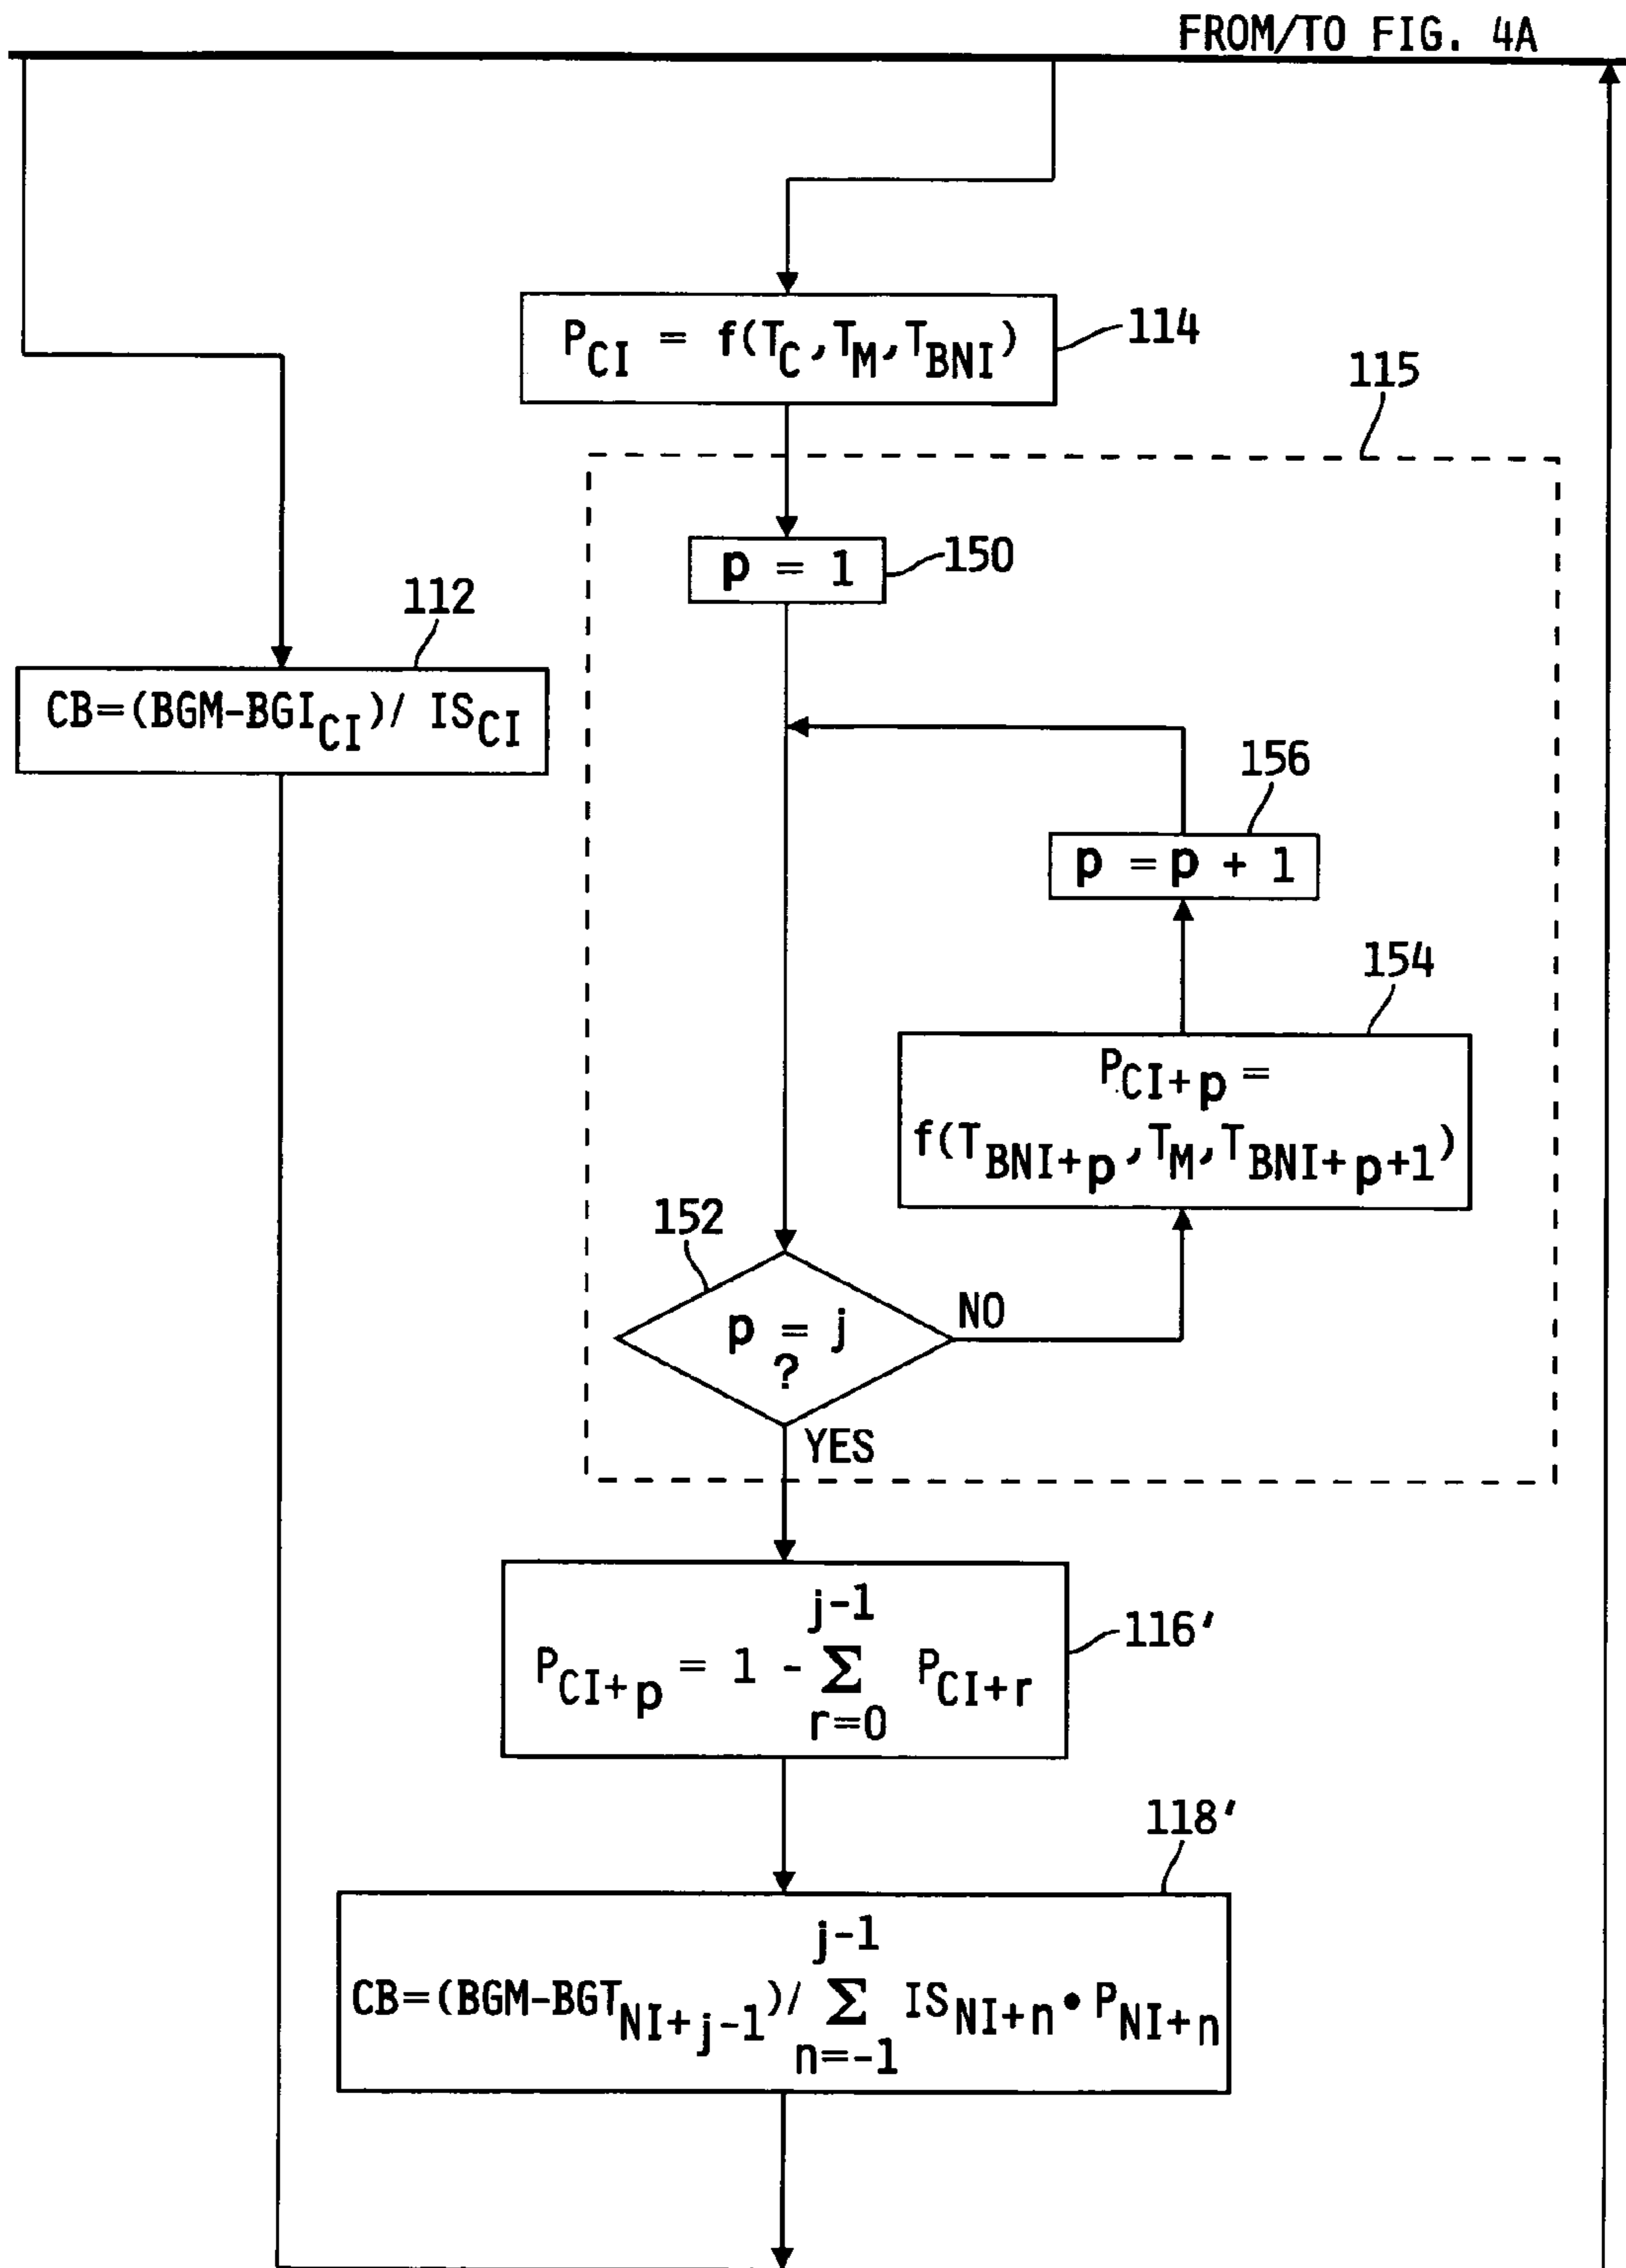 FROM/TO FIG. 4A
P_CI = f(T_C,T_M,T_BNI)
114
115
p = 1
150
112
CB=(BGM-BGI_CI)/ IS_CI
156
p = p + 1
154
P_CI+p =
f(T_BNI+p,T_M,T_BNI+p+1)
152
p = j
?
NO
YES
j-1
P_CI+p = 1 - Σ P_CI+r
r=0
116'
118'
j-1
CB=(BGM-BGT_NI+j-1)/ Σ IS_NI+n • P_NI+n
n=-1